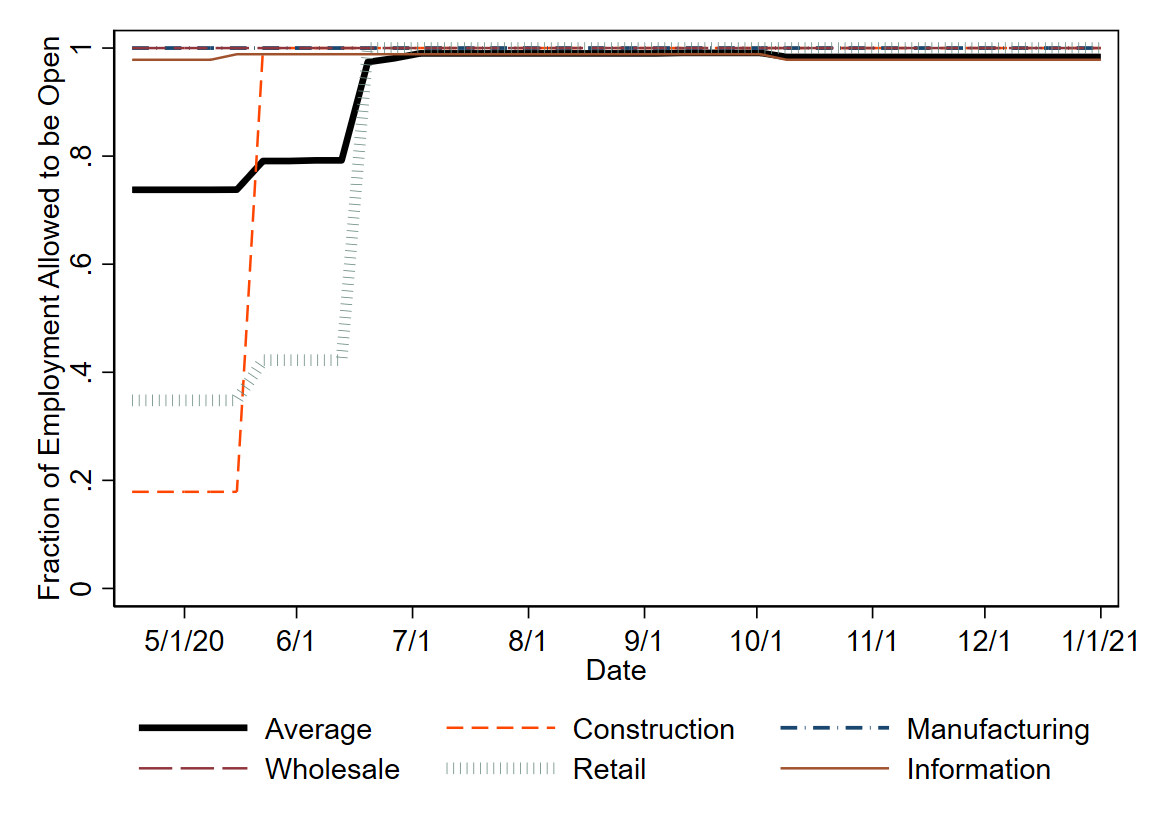 Fraction of Employment Allowed to be Open
1
.8
.6
.4
.2
0
5/1/20 6/1 7/1 8/1 9/1 10/1 11/1 12/1 1/1/21
Date
Average Construction Manufacturing
Wholesale Retail Information